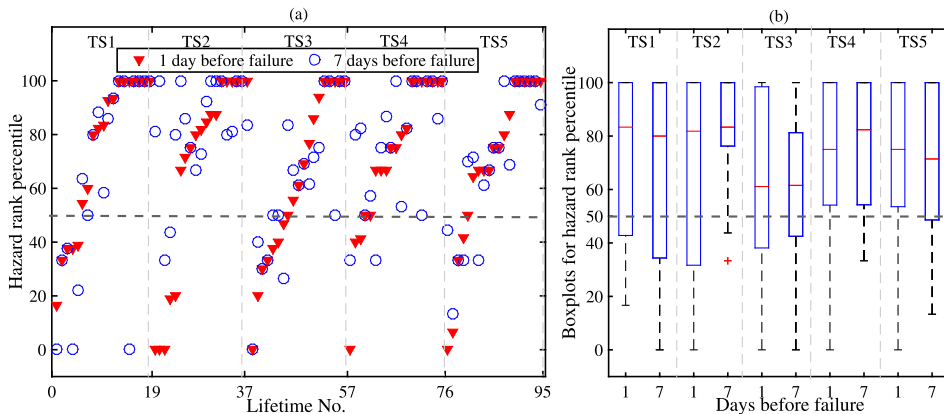 (a)
TS1 TS2 TS3 TS4 TS5
1 day before failure 7 days before failure
100
80
60
40
20
0
Hazard rank percentile
0 19 37 57 76 95
Lifetime No.
(b)
TS1 TS2 TS3 TS4 TS5
100
80
60
50
40
20
0
Boxplots for hazard rank percentile
1 7 1 7 1 7 1 7 1 7
Days before failure